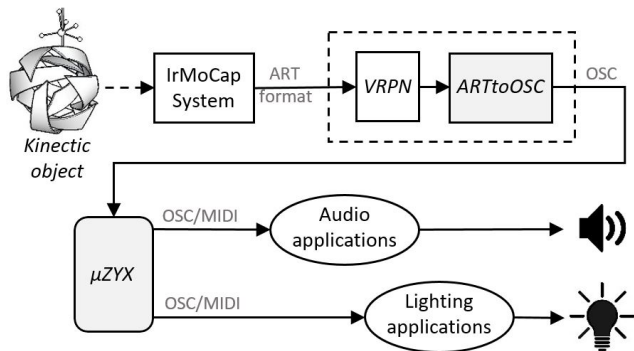 Kinectic
object
IrMoCap
System
ART
format
VRPN
ARTtoOSC
OSC
μZYX
OSC/MIDI
Audio
applications
OSC/MIDI
Lighting
applications